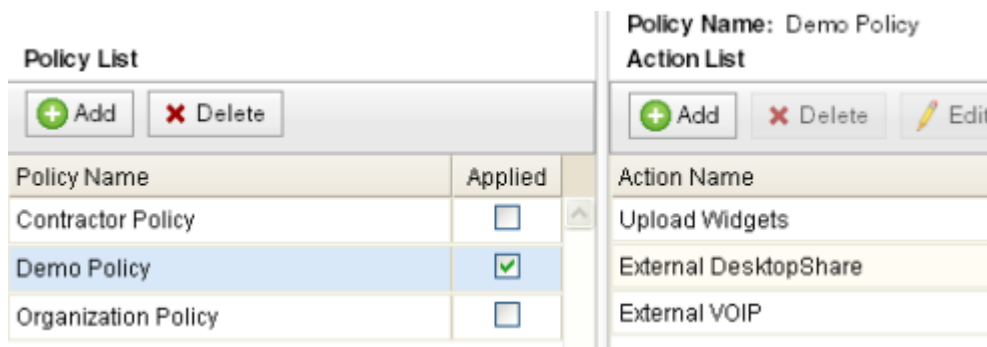 Policy List
Add Delete
Policy Name Applied
Contractor Policy
Demo Policy
Organization Policy
Policy Name: Demo Policy
Action List
Add Delete Edit
Action Name
Upload Widgets
External DesktopShare
External VOIP